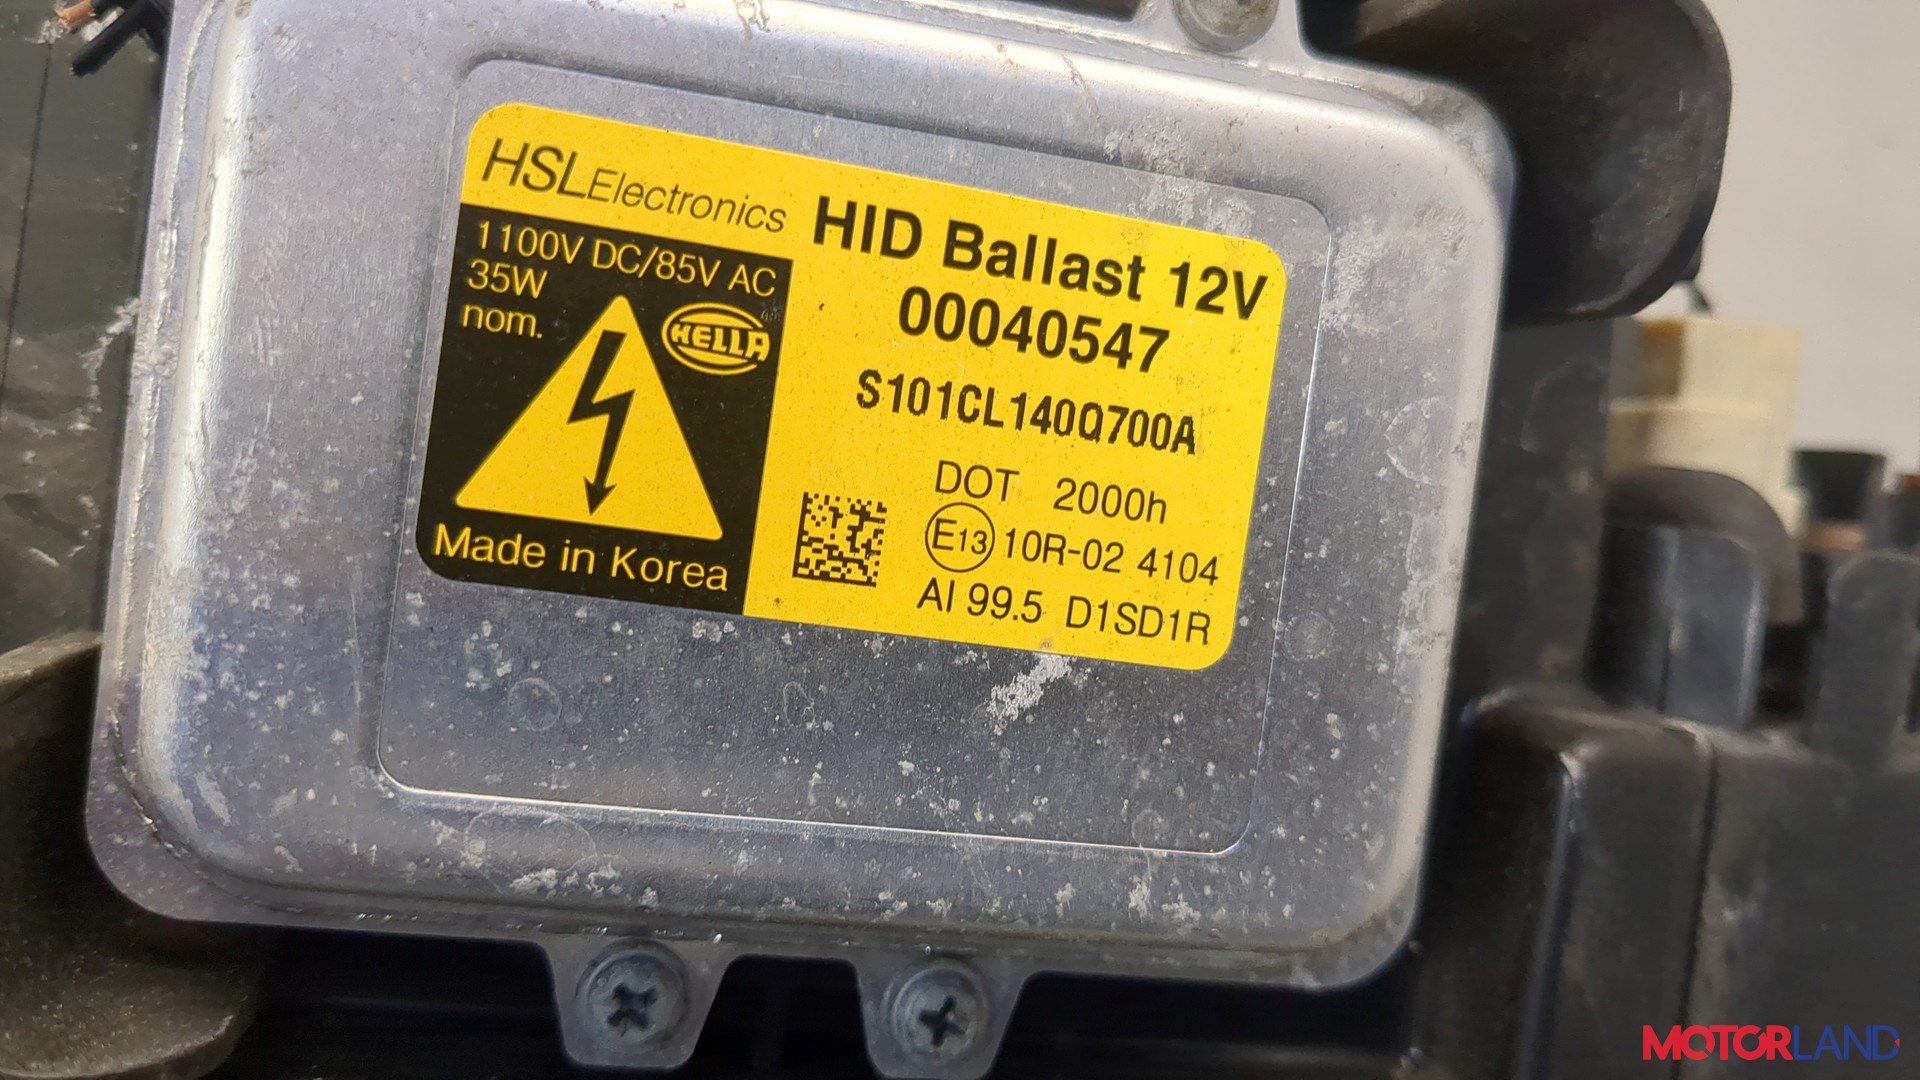 HSLElectronics
HID Ballast 12V
00040547
S101CL140Q700A
1100V DC/85V AC
35W
nom.
HELLA
Made in Korea
DOT 2000h
E13 10R-02 4104
AI 99.5 D1SD1R
MOTORLAND